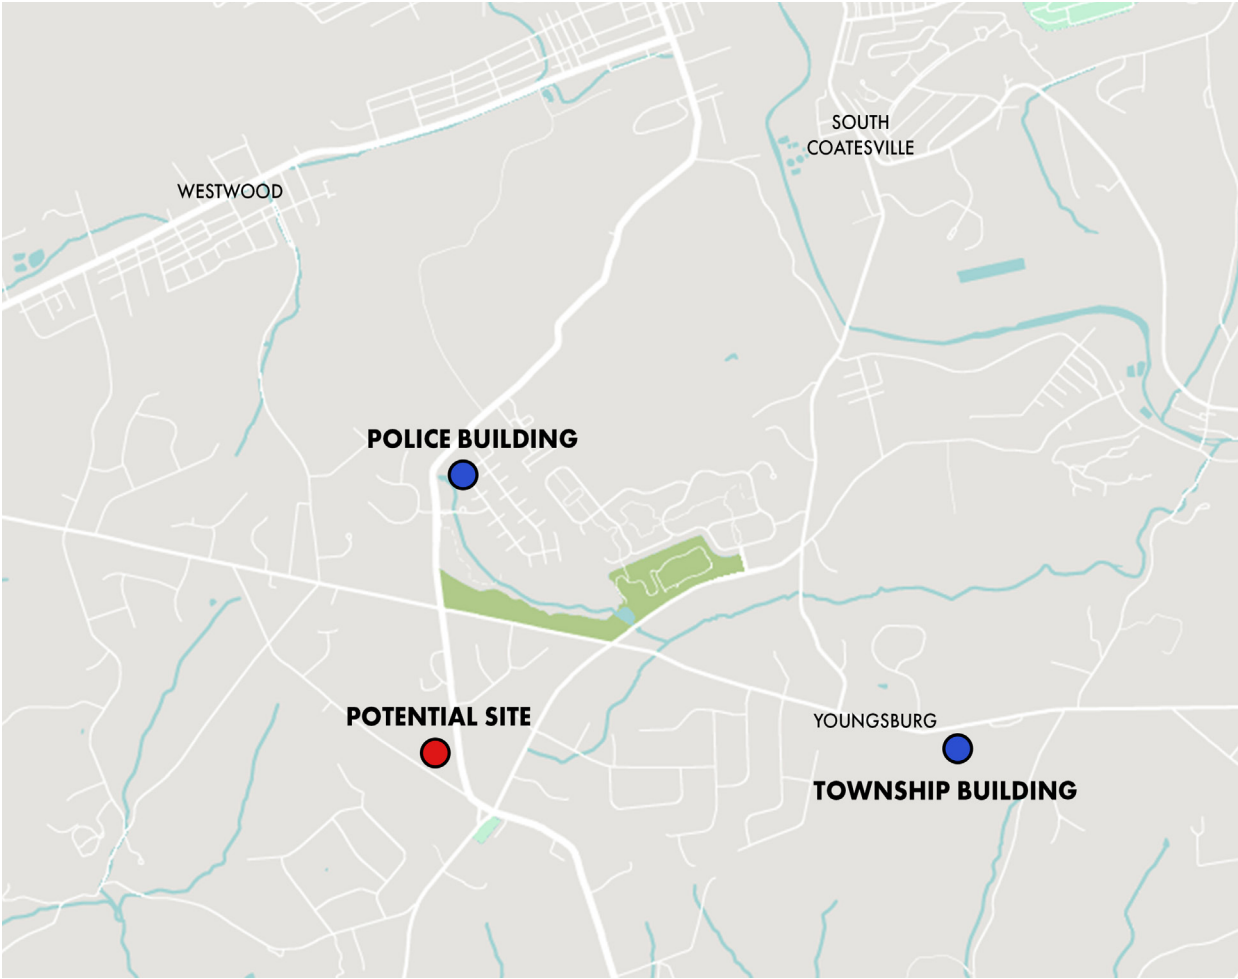 SOUTH
COATESVILLE
WESTWOOD
POLICE BUILDING
POTENTIAL SITE
YOUNGSBURG
TOWNSHIP BUILDING